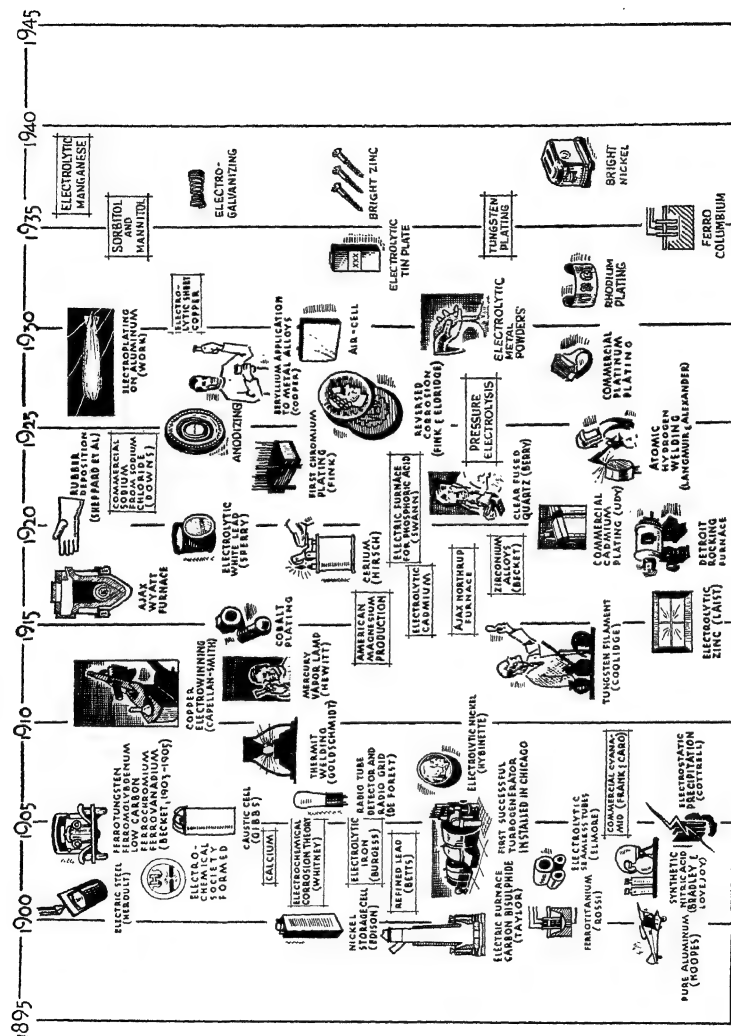 1895
1900
1905
1910
1915
1920
1925
1930
1935
1940
1945
ELECTRIC STEEL
(HEROULT)
FERROTUNGSTEN
FERROMOLYBDENUM
LOW CARBON
FERROCHROMIUM
FERROVANADIUM
(BECKET, 1903-1905)
ELECTRO-
CHEMICAL
SOCIETY
FORMED
CAUSTIC CELL
(GIBBS)
CALCIUM
THERMIT
WELDING
(GOLDSCHMIDT)
ELECTROCHEMICAL
CORROSION THEORY
(WHITNEY)
NICKEL
STORAGE CELL
(EDISON)
RADIO TUBE
DETECTOR AND
RADIO GRID
(DE FOREST)
ELECTROLYTIC
IRON
(BURGESS)
REFINED LEAD
(BETTS)
ELECTROLYTIC NICKEL
(HYBINETTE)
ELECTRIC FURNACE
CARBON BISULPHIDE
(TAYLOR)
FIRST SUCCESSFUL
TURBOGENERATOR
INSTALLED IN CHICAGO
FERROTITANIUM
(ROSSI)
ELECTROLYTIC
SEAMLESS TUBES
(ELMORE)
COMMERCIAL CYANA-
MID (FRANK & CARO)
PURE ALUMINUM
(HOOPES)
SYNTHETIC
NITRIC ACID
(BRADLEY &
LOVEJOY)
ELECTROSTATIC
PRECIPITATION
(COTTRELL)
COPPER
ELECTROWINNING
(CAPELLAN-SMITH)
MERCURY
VAPOR LAMP
(HEWITT)
COBALT
PLATING
AJAX
WYATT
FURNACE
AMERICAN
MAGNESIUM
PRODUCTION
ELECTROLYTIC
CADMIUM
AJAX NORTHRUP
FURNACE
TUNGSTEN FILAMENT
(COOLIDGE)
ELECTROLYTIC
ZINC (LAIST)
RUBBER
DEPOSITION
(SHEPPARD ET AL)
COMMERCIAL
SODIUM
FROM SODIUM
CHLORIDE
(DOWNS)
ELECTROLYTIC
WHITE LEAD
(SPERRY)
ANODIZING
CERIUM
(HIRSCH)
FIRST CHROMIUM
PLATING
(FINK)
ELECTRIC FURNACE
FOR PHOSPHORIC ACID
(SWANN)
REVERSED
CORROSION
(FINK & ELDRIDGE)
PRESSURE
ELECTROLYSIS
CLEAR FUSED
QUARTZ (BERRY)
ZIRCONIUM
ALLOYS
(BECKET)
COMMERCIAL
CADMIUM
PLATING (UDY)
DETROIT
ROCKING
FURNACE
ATOMIC
HYDROGEN
WELDING
(LANGMUIR & ALEXANDER)
ELECTROPLATING
ON ALUMINUM
(WORK)
ELECTRO-
LYTIC SHEET
COPPER
BERYLLIUM APPLICATION
TO METAL ALLOYS
(COOPER)
AIR-CELL
ELECTROLYTIC
METAL
POWDERS
COMMERCIAL
PLATINUM
PLATING
RHODIUM
PLATING
SORBITOL
AND
MANNITOL
ELECTROLYTIC
TIN PLATE
XXX
TUNGSTEN
PLATING
FERRO
COLUMBIUM
ELECTROLYTIC
MANGANESE
ELECTRO-
GALVANIZING
BRIGHT ZINC
BRIGHT
NICKEL